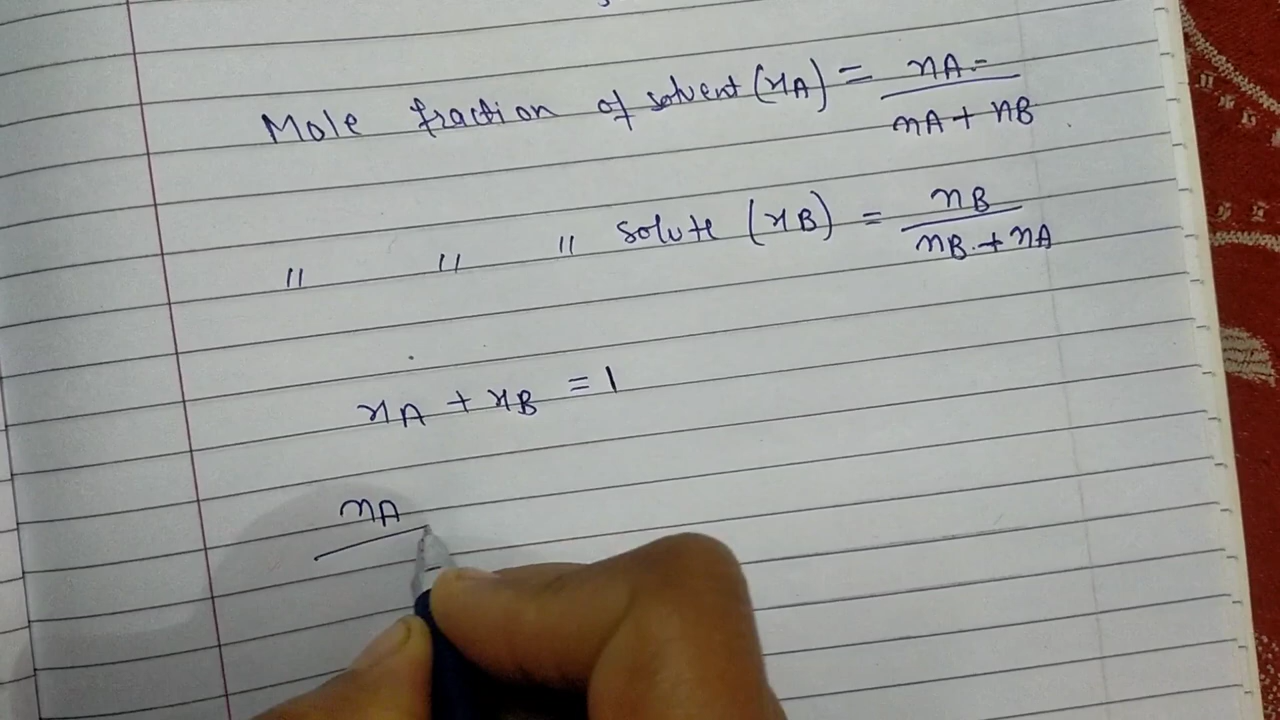 Mole fraction of solvent (xA) = nA / nA + nB
" " " solute (xB) = nB / nB + nA
xA + xB = 1
nA